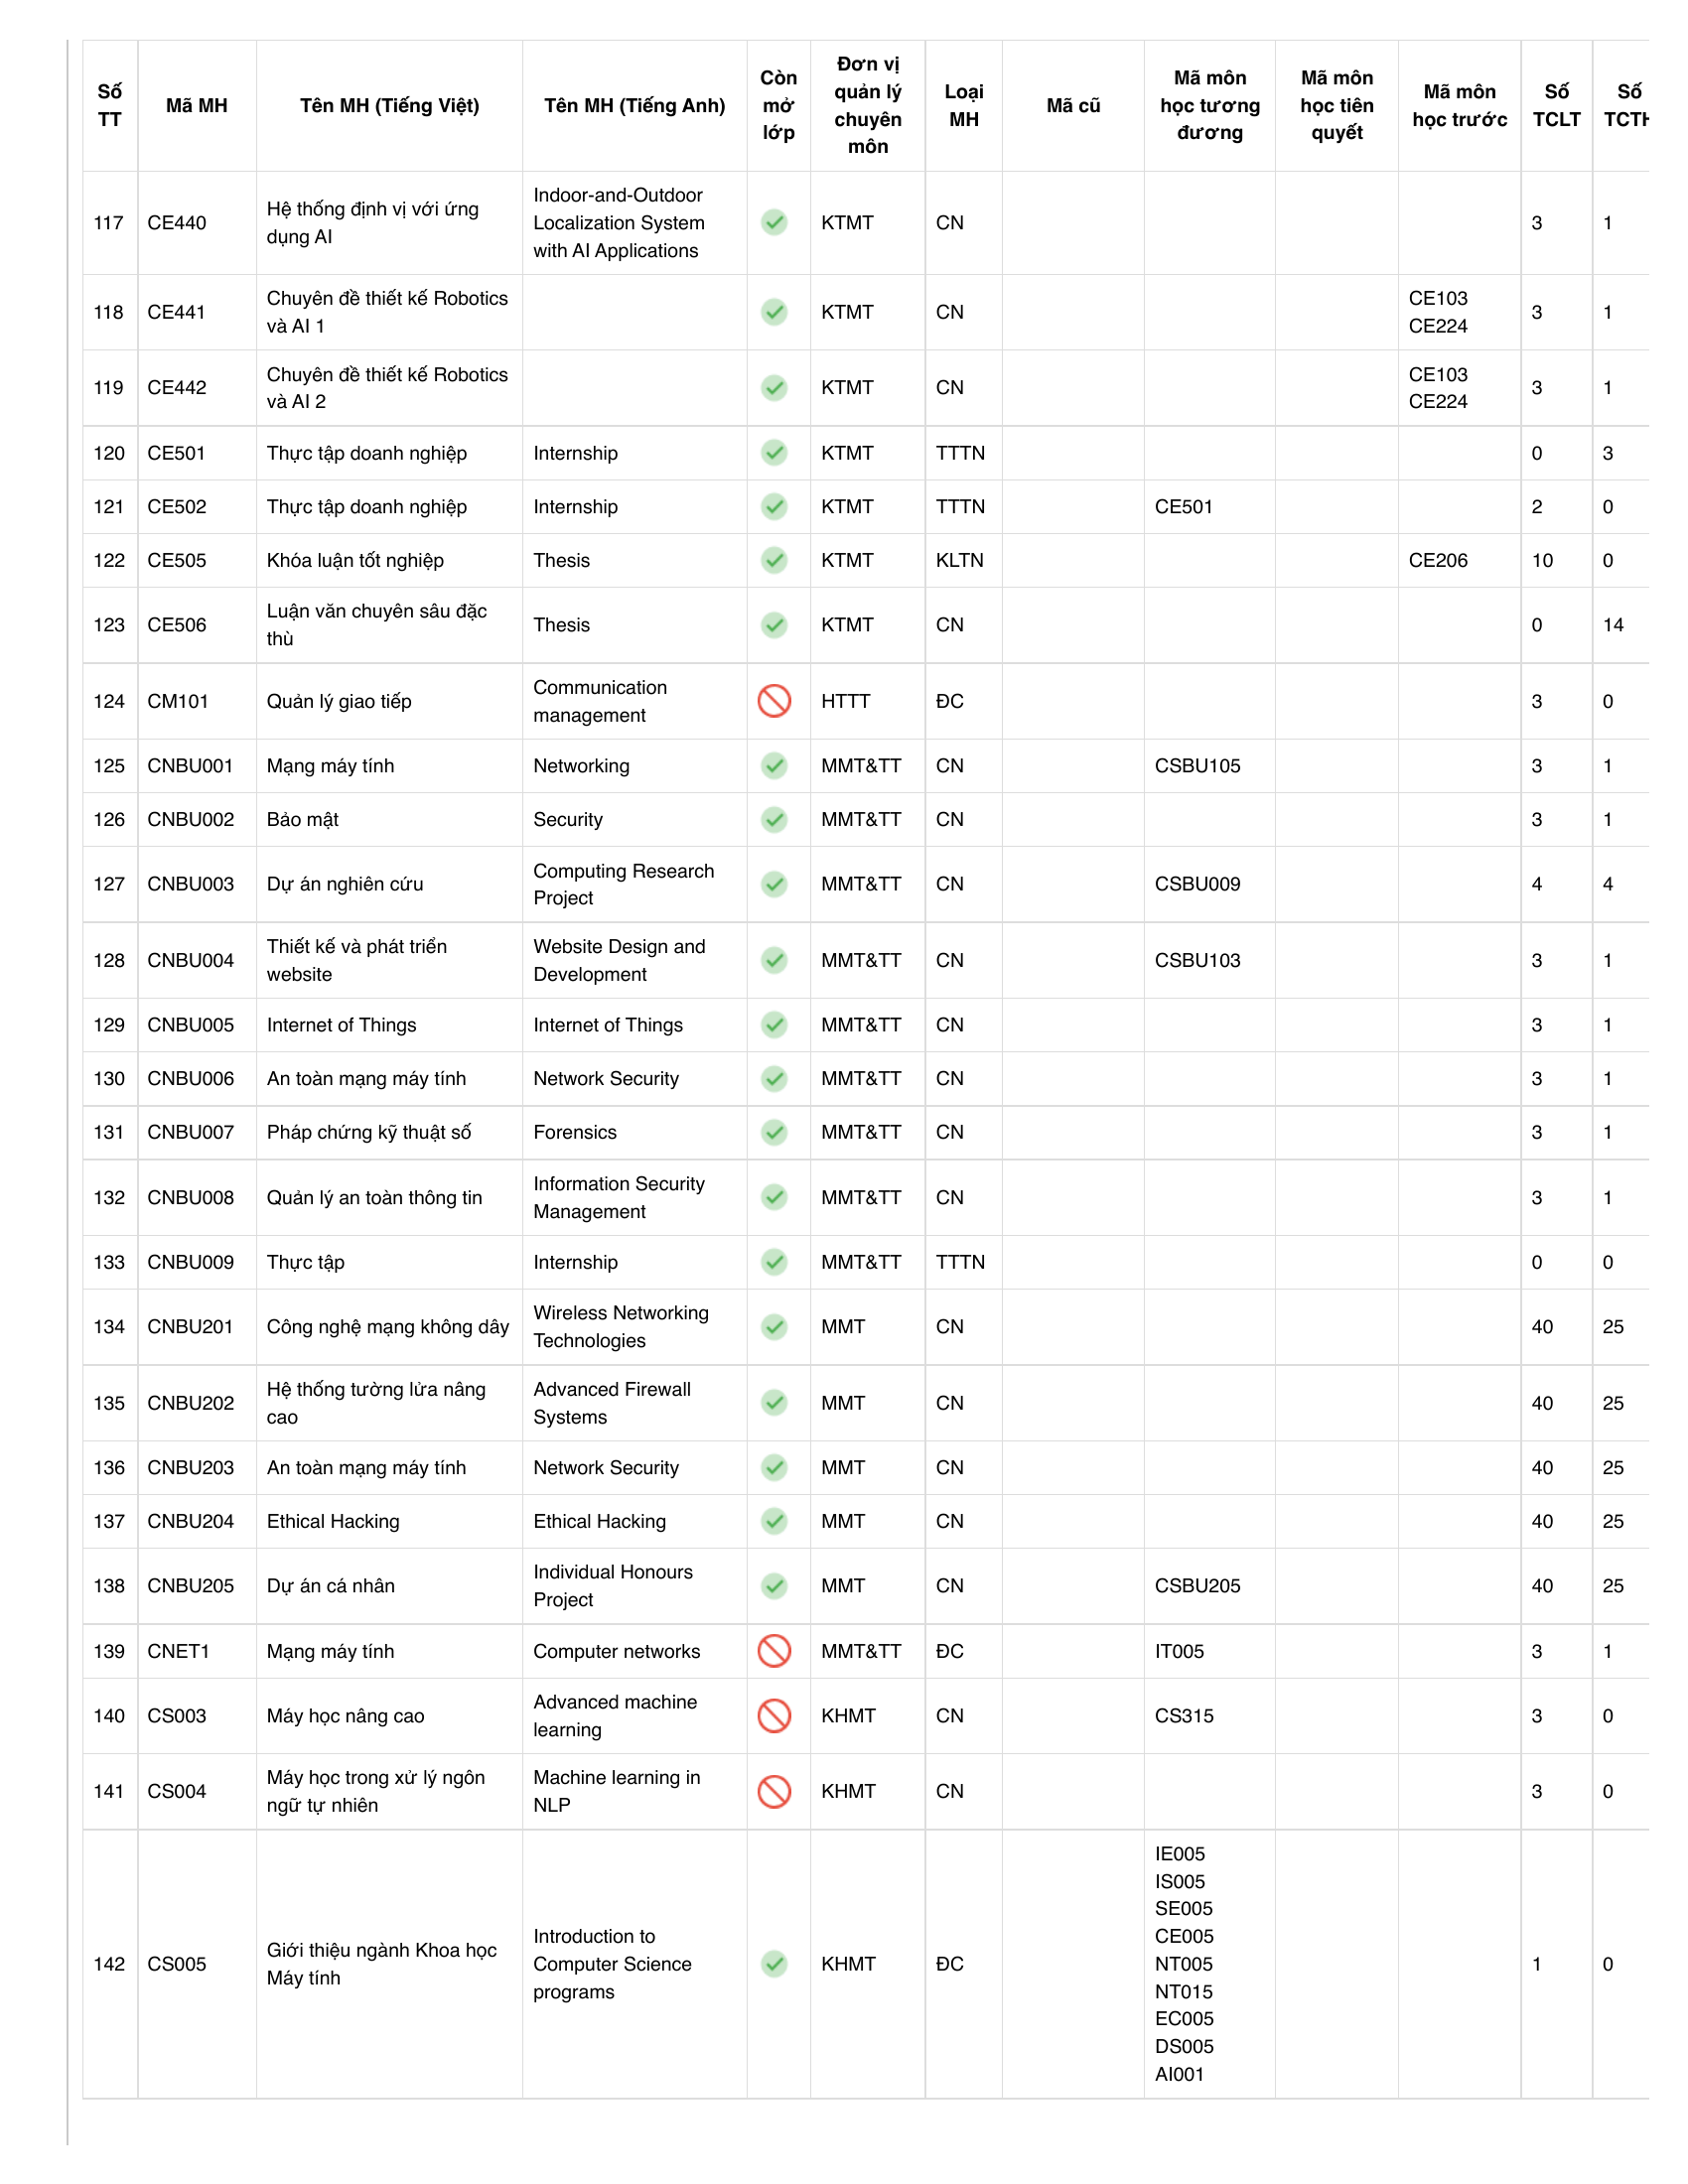 Số TT Mã MH Tên MH (Tiếng Việt) Tên MH (Tiếng Anh) Còn mở lớp Đơn vị quản lý chuyên môn Loại MH Mã cũ Mã môn học tương đương Mã môn học tiên quyết Mã môn học trước Số TCLT Số TCTH
117 CE440 Hệ thống định vị với ứng dụng AI Indoor-and-Outdoor Localization System with AI Applications KTMT CN 3 1
118 CE441 Chuyên đề thiết kế Robotics và AI 1 KTMT CN CE103 CE224 3 1
119 CE442 Chuyên đề thiết kế Robotics và AI 2 KTMT CN CE103 CE224 3 1
120 CE501 Thực tập doanh nghiệp Internship KTMT TTTN 0 3
121 CE502 Thực tập doanh nghiệp Internship KTMT TTTN CE501 2 0
122 CE505 Khóa luận tốt nghiệp Thesis KTMT KLTN CE206 10 0
123 CE506 Luận văn chuyên sâu đặc thù Thesis KTMT CN 0 14
124 CM101 Quản lý giao tiếp Communication management HTTT ĐC 3 0
125 CNBU001 Mạng máy tính Networking MMT&TT CN CSBU105 3 1
126 CNBU002 Bảo mật Security MMT&TT CN 3 1
127 CNBU003 Dự án nghiên cứu Computing Research Project MMT&TT CN CSBU009 4 4
128 CNBU004 Thiết kế và phát triển website Website Design and Development MMT&TT CN CSBU103 3 1
129 CNBU005 Internet of Things Internet of Things MMT&TT CN 3 1
130 CNBU006 An toàn mạng máy tính Network Security MMT&TT CN 3 1
131 CNBU007 Pháp chứng kỹ thuật số Forensics MMT&TT CN 3 1
132 CNBU008 Quản lý an toàn thông tin Information Security Management MMT&TT CN 3 1
133 CNBU009 Thực tập Internship MMT&TT TTTN 0 0
134 CNBU201 Công nghệ mạng không dây Wireless Networking Technologies MMT CN 40 25
135 CNBU202 Hệ thống tường lửa nâng cao Advanced Firewall Systems MMT CN 40 25
136 CNBU203 An toàn mạng máy tính Network Security MMT CN 40 25
137 CNBU204 Ethical Hacking Ethical Hacking MMT CN 40 25
138 CNBU205 Dự án cá nhân Individual Honours Project MMT CN CSBU205 40 25
139 CNET1 Mạng máy tính Computer networks MMT&TT ĐC IT005 3 1
140 CS003 Máy học nâng cao Advanced machine learning KHMT CN CS315 3 0
141 CS004 Máy học trong xử lý ngôn ngữ tự nhiên Machine learning in NLP KHMT CN 3 0
142 CS005 Giới thiệu ngành Khoa học Máy tính Introduction to Computer Science programs KHMT ĐC IE005 IS005 SE005 CE005 NT005 NT015 EC005 DS005 AI001 1 0